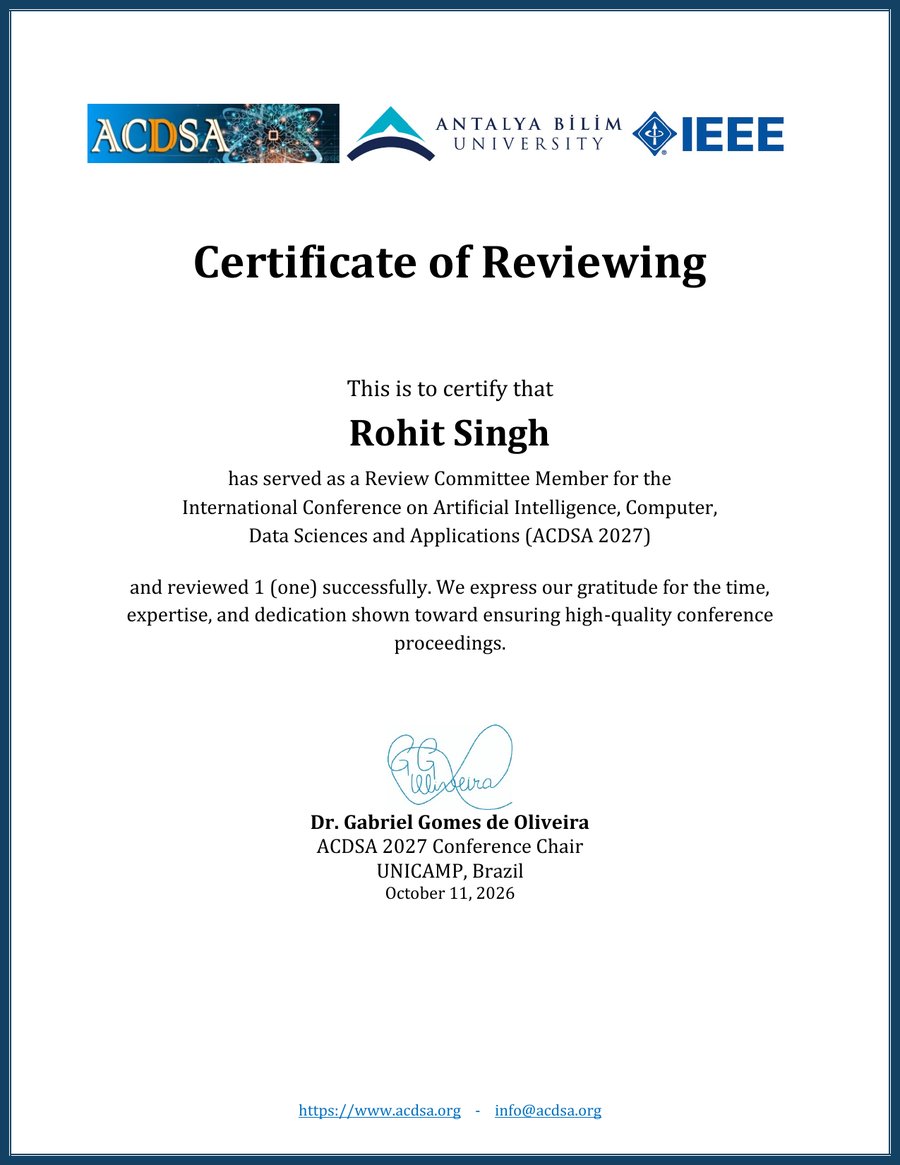 ACDSA
ANTALYA BİLİM
UNIVERSITY
IEEE
Certificate of Reviewing
This is to certify that
Rohit Singh
has served as a Review Committee Member for the
International Conference on Artificial Intelligence, Computer,
Data Sciences and Applications (ACDSA 2027)
and reviewed 1 (one) successfully. We express our gratitude for the time,
expertise, and dedication shown toward ensuring high-quality conference
proceedings.
GG Oliveira
Dr. Gabriel Gomes de Oliveira
ACDSA 2027 Conference Chair
UNICAMP, Brazil
October 11, 2026
https://www.acdsa.org - info@acdsa.org